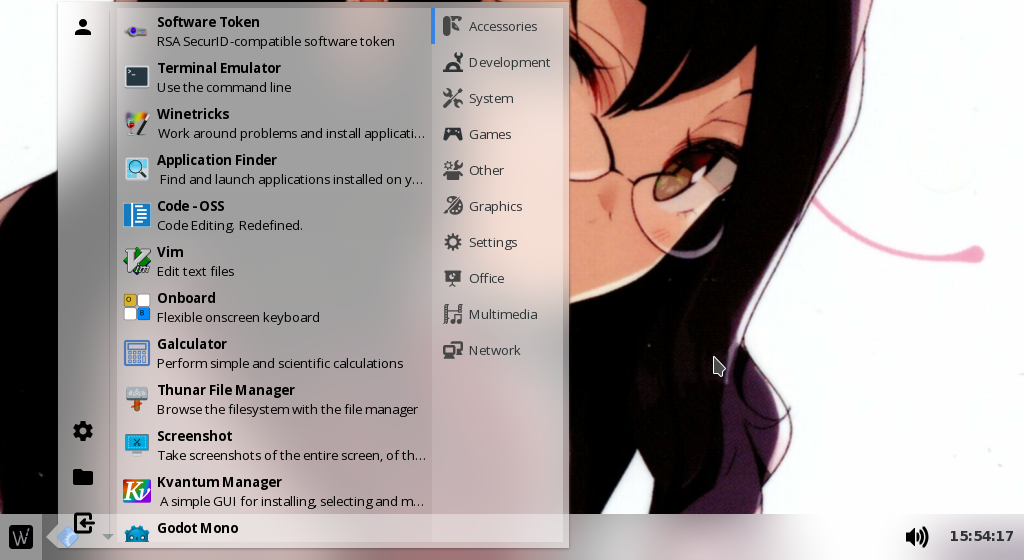 Software Token
RSA SecurID-compatible software token
Terminal Emulator
Use the command line
Winetricks
Work around problems and install applicati...
Application Finder
Find and launch applications installed on y...
Code - OSS
Code Editing. Redefined.
Vim
Edit text files
Onboard
Flexible onscreen keyboard
Galculator
Perform simple and scientific calculations
Thunar File Manager
Browse the filesystem with the file manager
Screenshot
Take screenshots of the entire screen, of th...
Kvantum Manager
A simple GUI for installing, selecting and m...
Godot Mono
Accessories
Development
System
Games
Other
Graphics
Settings
Office
Multimedia
Network
W
15:54:17